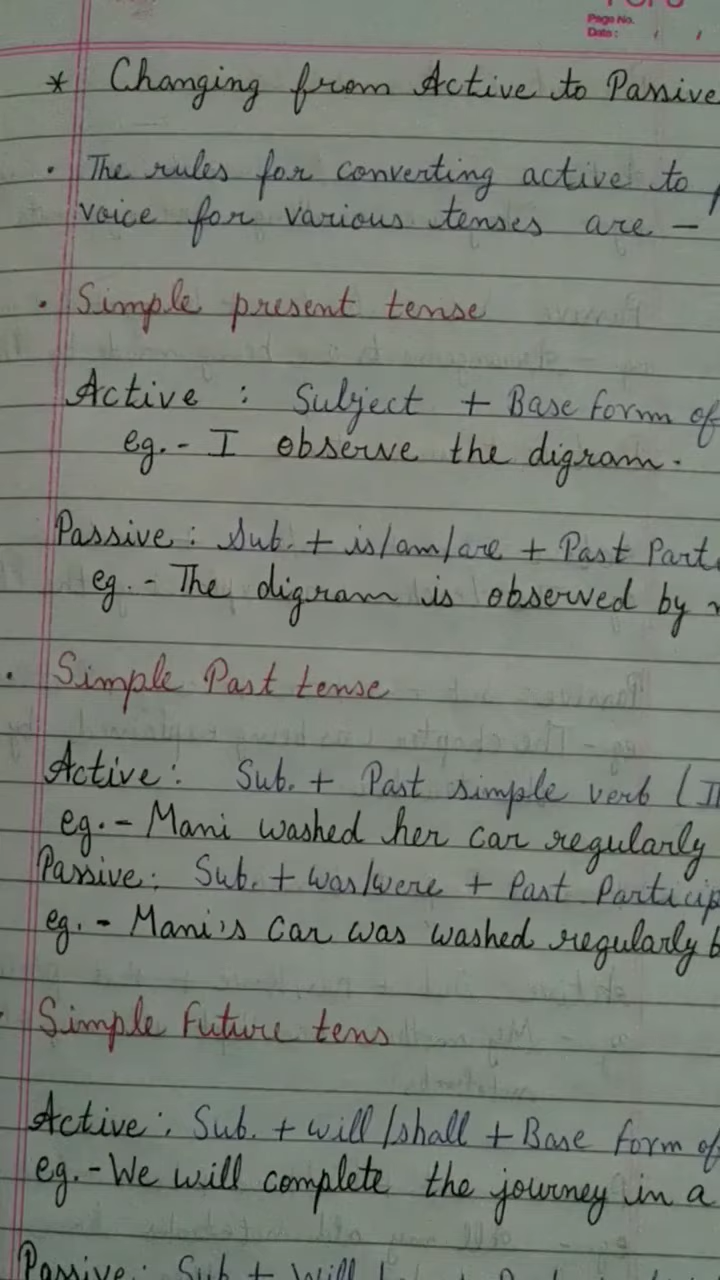 Page No.
Date: / /
* Changing from Active to Passive
. The rules for converting active to
voice for various tenses are -
. Simple present tense
Active : Subject + Base form of
eg.- I observe the digram.
Passive : Sub. + is/am/are + Past Part
eg. - The digram is observed by
. Simple Past tense
Active : Sub. + Past simple verb (II
eg. - Mani washed her car regularly
Passive : Sub. + was/were + Past Particip
eg. - Mani's car was washed regularly b
. Simple future tens
Active : Sub. + will/shall + Base form of
eg. - We will complete the journey in a
Passive : Sub + Will